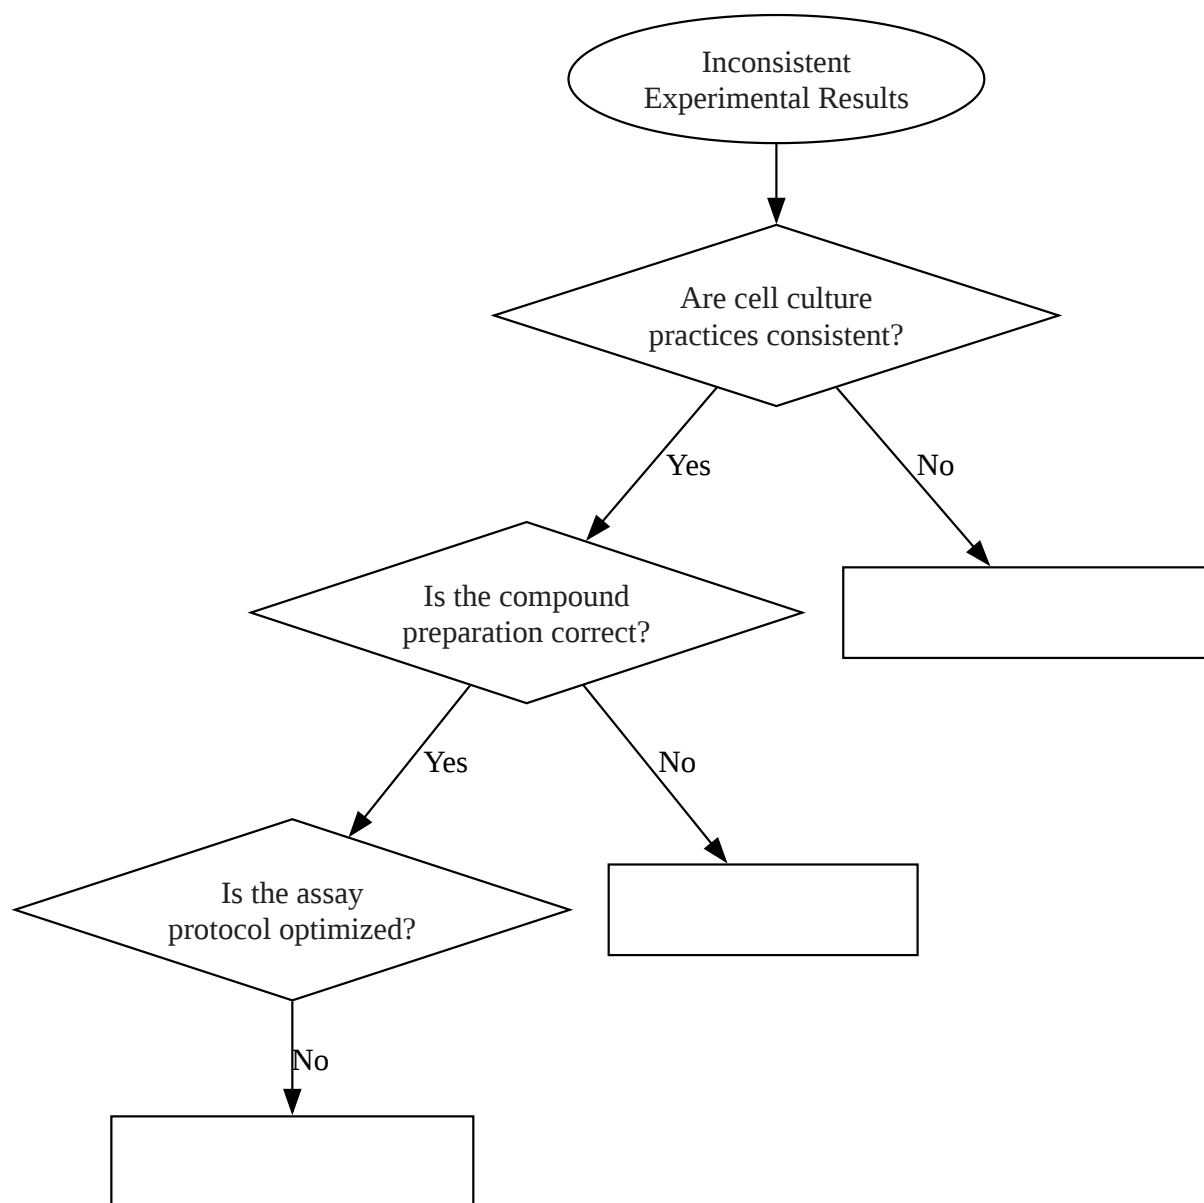 Inconsistent
Experimental Results
Are cell culture
practices consistent?
Yes
No
Is the compound
preparation correct?
Yes
No
Is the assay
protocol optimized?
No